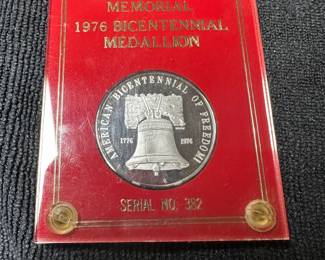 MEMORIAL
1976 BICENTENNIAL
MEDALLION
AMERICAN BICENTENNIAL OF FREEDOM!
1776 1976
SERIAL NO. 382